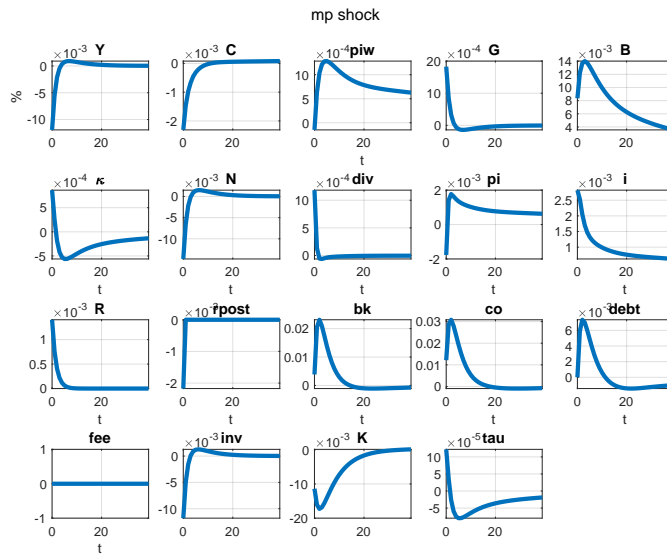 mp shock
×10⁻³ Y
×10⁻³ C
×10⁻⁴ piw
×10⁻⁴ G
×10⁻³ B
0
-5
-10
%
0
-1
-2
10
5
0
20
10
0
14
12
10
8
6
4
0 20
0 20
0 20
0 20
0 20
t
×10⁻⁴ κ
×10⁻³ N
×10⁻⁴ div
×10⁻³ pi
×10⁻³ i
5
0
-5
0
-5
-10
10
5
0
2
0
-2
2.5
2
1.5
1
0 20
0 20
0 20
0 20
0 20
t
t
t
t
t
×10⁻³ R
×10⁻³ rpost
bk
co
×10⁻³ debt
1
0.5
0
0
-1
-2
0.02
0.01
0
0.03
0.02
0.01
0
6
4
2
0
0 20
0 20
0 20
0 20
0 20
t
t
t
t
t
fee
×10⁻³ inv
×10⁻³ K
×10⁻⁵ tau
1
0
-1
0
-5
-10
0
-10
-20
10
5
0
-5
0 20
0 20
0 20
0 20
t
t
t
t